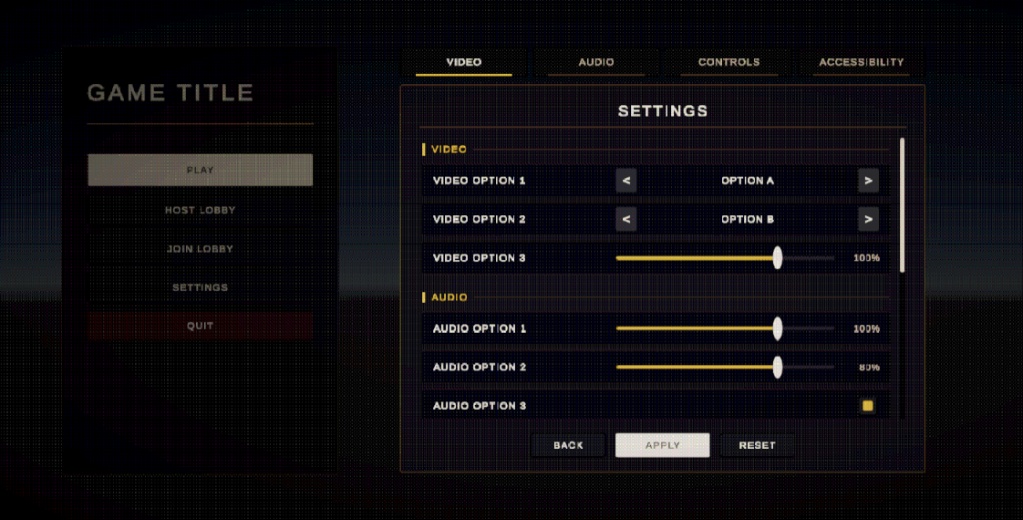 GAME TITLE
PLAY
HOST LOBBY
JOIN LOBBY
SETTINGS
QUIT
VIDEO AUDIO CONTROLS ACCESSIBILITY
SETTINGS
VIDEO
VIDEO OPTION 1 < OPTION A >
VIDEO OPTION 2 < OPTION B >
VIDEO OPTION 3 100%
AUDIO
AUDIO OPTION 1 100%
AUDIO OPTION 2 80%
AUDIO OPTION 3
BACK APPLY RESET